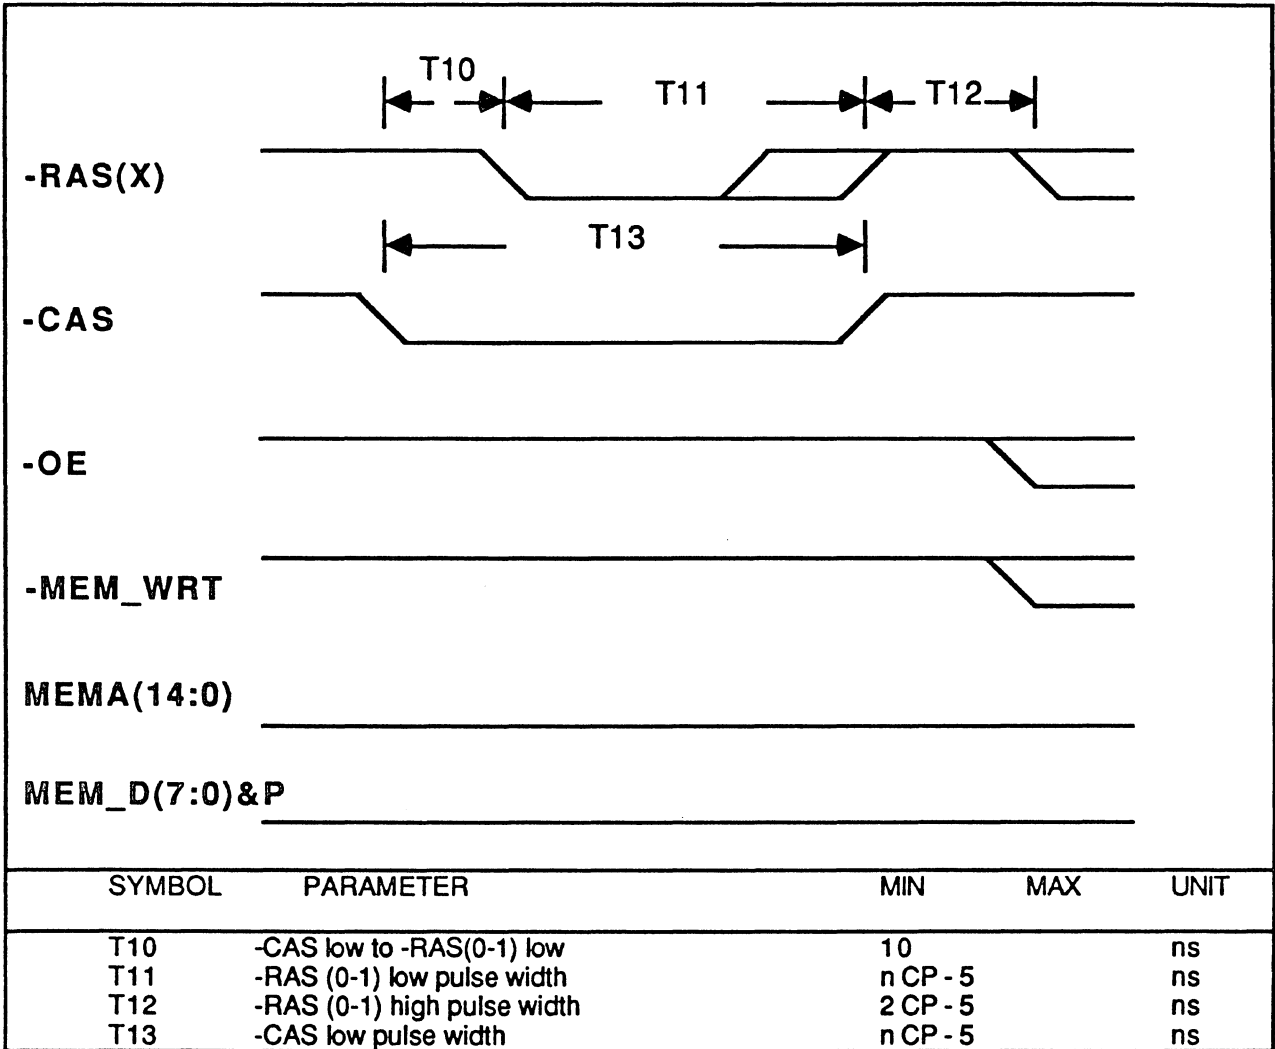 T10
T11
T12
-RAS(X)
T13
-CAS
-OE
-MEM_WRT
MEMA(14:0)
MEM_D(7:0)&P
SYMBOL PARAMETER MIN MAX UNIT
T10 -CAS low to -RAS(0-1) low 10 ns
T11 -RAS (0-1) low pulse width n CP - 5 ns
T12 -RAS (0-1) high pulse width 2 CP - 5 ns
T13 -CAS low pulse width n CP - 5 ns